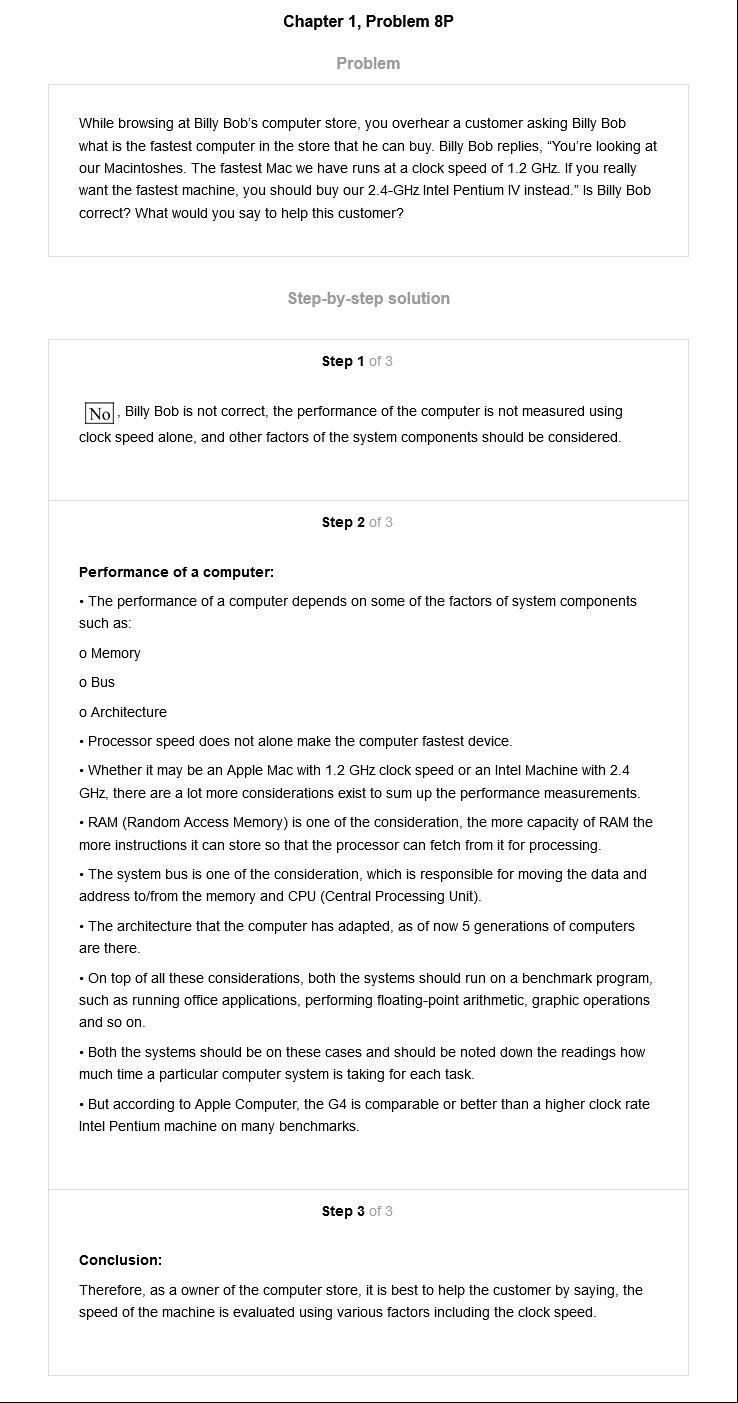 Chapter 1, Problem 8P
Problem
While browsing at Billy Bob's computer store, you overhear a customer asking Billy Bob
what is the fastest computer in the store that he can buy. Billy Bob replies, “You're looking at
our Macintoshes. The fastest Mac we have runs at a clock speed of 1.2 GHz. If you really
want the fastest machine, you should buy our 2.4-GHz Intel Pentium IV instead.” Is Billy Bob
correct? What would you say to help this customer?
Step-by-step solution
Step 1 of 3
No , Billy Bob is not correct, the performance of the computer is not measured using
clock speed alone, and other factors of the system components should be considered.
Step 2 of 3
Performance of a computer:
• The performance of a computer depends on some of the factors of system components
such as:
o Memory
o Bus
o Architecture
• Processor speed does not alone make the computer fastest device.
• Whether it may be an Apple Mac with 1.2 GHz clock speed or an Intel Machine with 2.4
GHz, there are a lot more considerations exist to sum up the performance measurements.
• RAM (Random Access Memory) is one of the consideration, the more capacity of RAM the
more instructions it can store so that the processor can fetch from it for processing.
• The system bus is one of the consideration, which is responsible for moving the data and
address to/from the memory and CPU (Central Processing Unit).
• The architecture that the computer has adapted, as of now 5 generations of computers
are there.
• On top of all these considerations, both the systems should run on a benchmark program,
such as running office applications, performing floating-point arithmetic, graphic operations
and so on.
• Both the systems should be on these cases and should be noted down the readings how
much time a particular computer system is taking for each task.
• But according to Apple Computer, the G4 is comparable or better than a higher clock rate
Intel Pentium machine on many benchmarks.
Step 3 of 3
Conclusion:
Therefore, as a owner of the computer store, it is best to help the customer by saying, the
speed of the machine is evaluated using various factors including the clock speed.